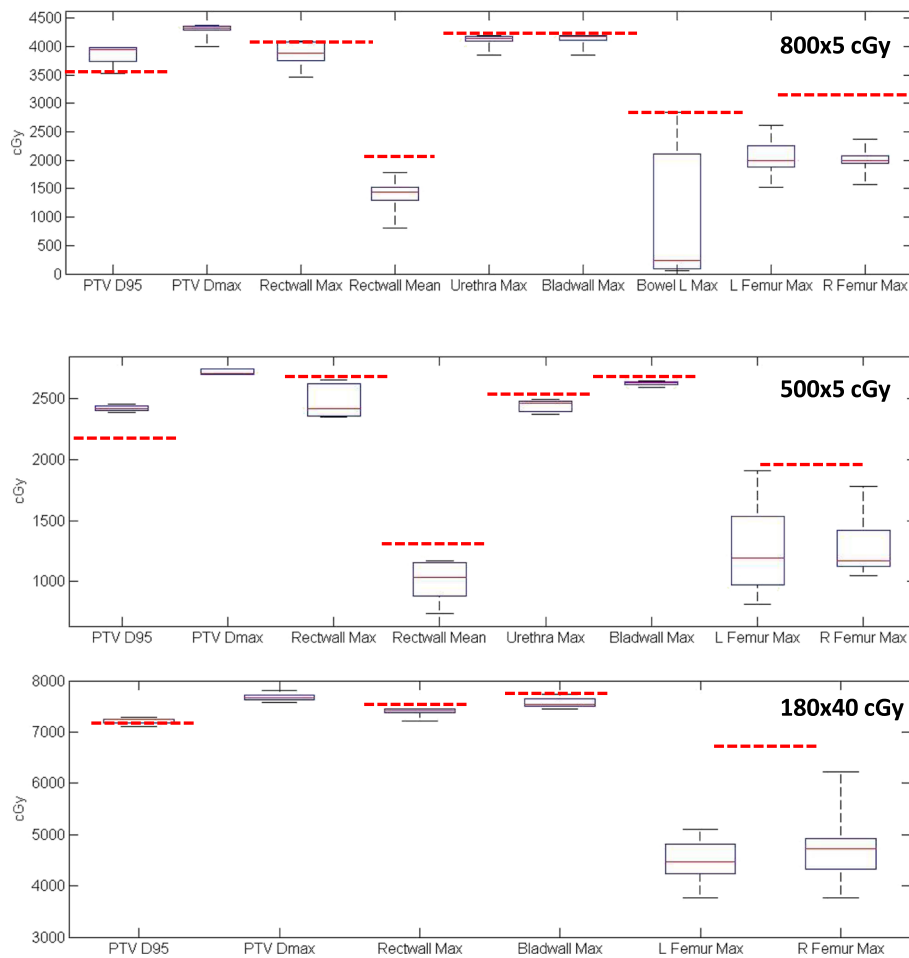 800x5 cGy
4500
4000
3500
3000
2500
2000
1500
1000
500
0
cGy
PTV D95 PTV Dmax Rectwall Max Rectwall Mean Urethra Max Bladwall Max Bowel L Max L Femur Max R Femur Max
500x5 cGy
2500
2000
1500
1000
cGy
PTV D95 PTV Dmax Rectwall Max Rectwall Mean Urethra Max Bladwall Max L Femur Max R Femur Max
180x40 cGy
8000
7000
6000
5000
4000
3000
cGy
PTV D95 PTV Dmax Rectwall Max Bladwall Max L Femur Max R Femur Max